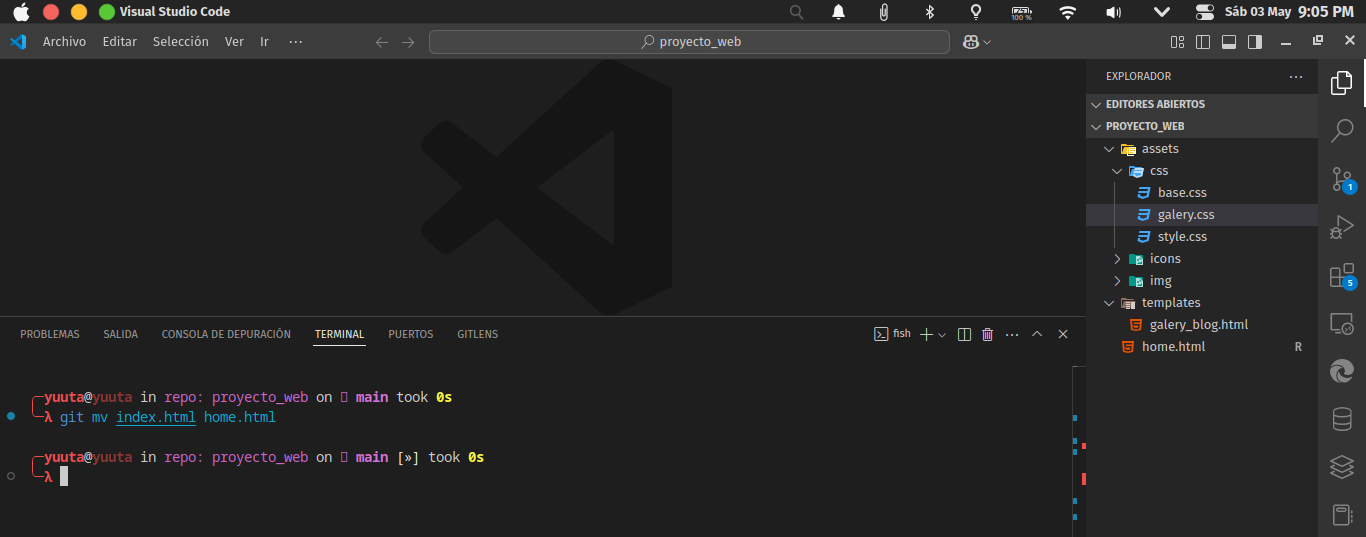 Visual Studio Code
100 %
Sáb 03 May 9:05 PM
Archivo Editar Selección Ver Ir ···
proyecto_web
EXPLORADOR ···
EDITORES ABIERTOS
PROYECTO_WEB
assets
css
base.css
galery.css
style.css
icons
img
templates
galery_blog.html
home.html R
1
5
PROBLEMAS SALIDA CONSOLA DE DEPURACIÓN TERMINAL PUERTOS GITLENS
fish
yuuta@yuuta in repo: proyecto_web on main took 0s
λ git mv index.html home.html
yuuta@yuuta in repo: proyecto_web on main [»] took 0s
λ